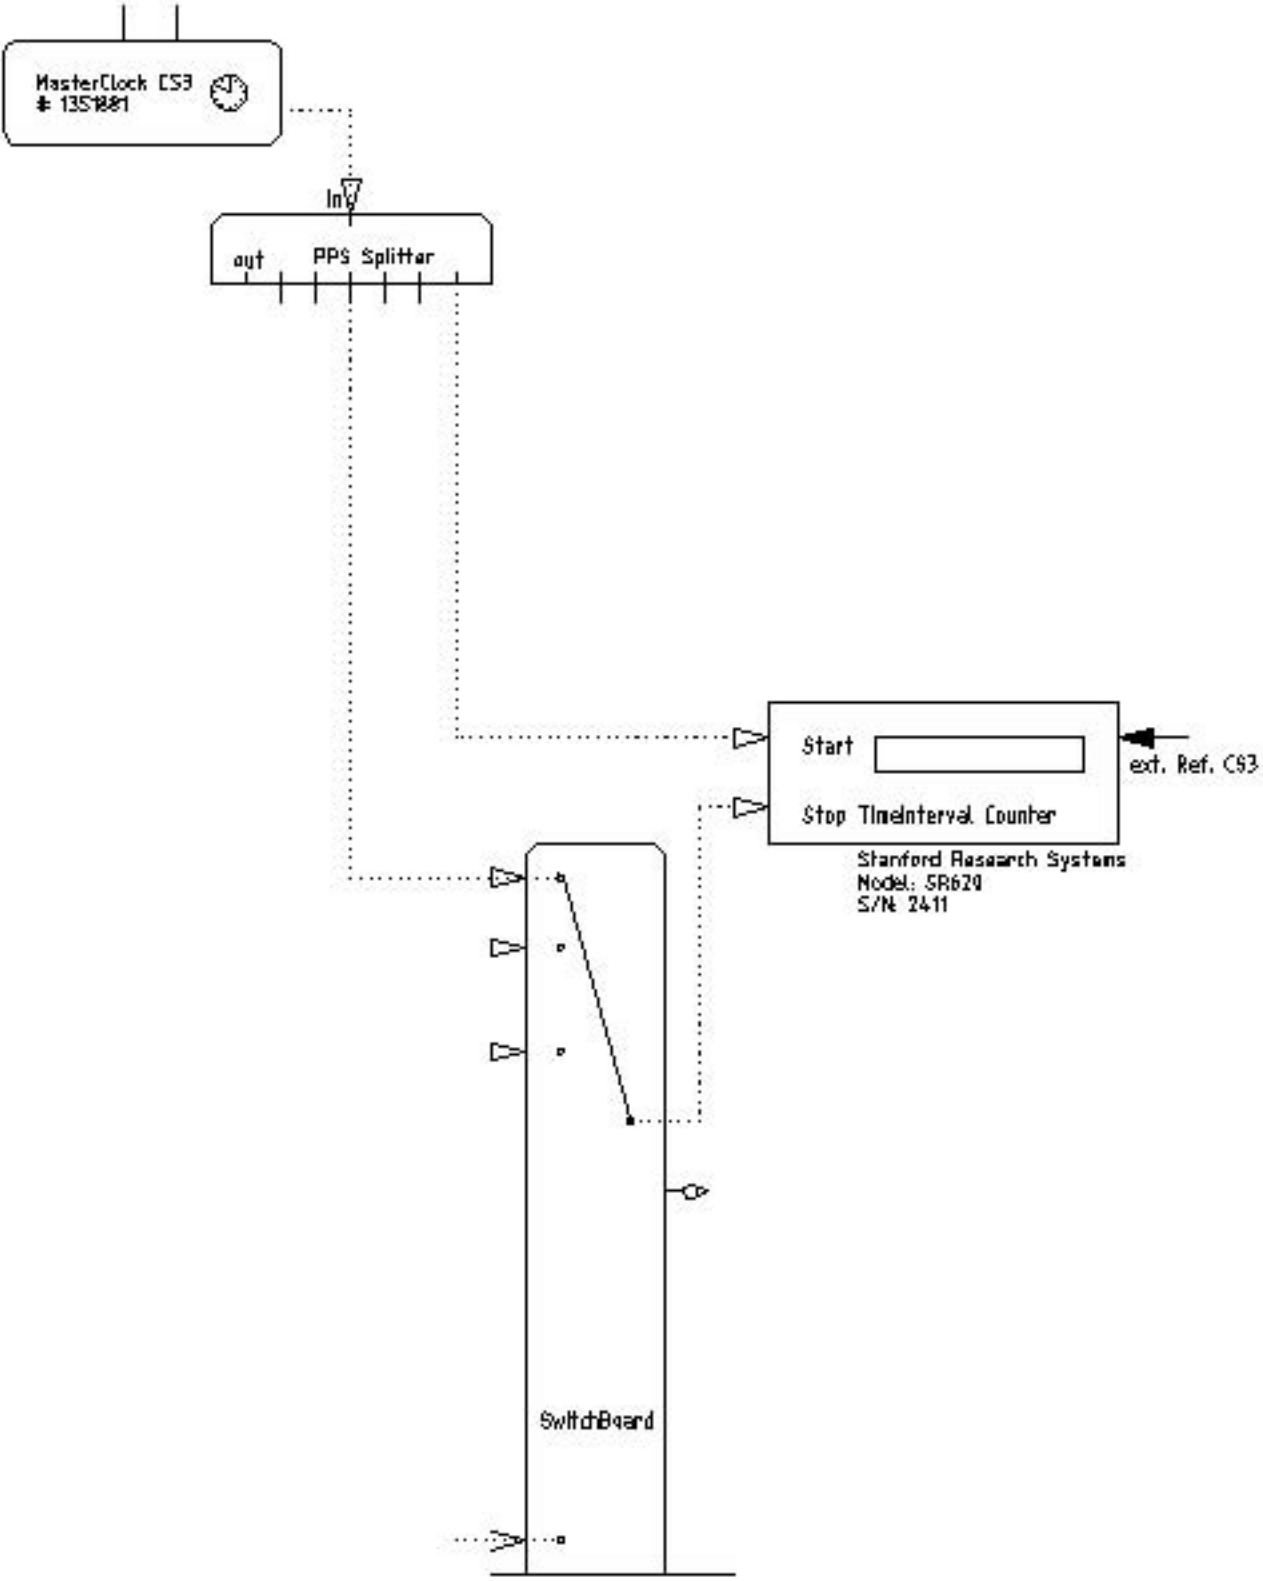 MasterClock CS3
# 1351881
In
out PPS Splitter
Start
ext. Ref. CS3
Stop TimeInterval Counter
Stanford Research Systems
Model: SR620
S/N: 2411
SwitchBoard